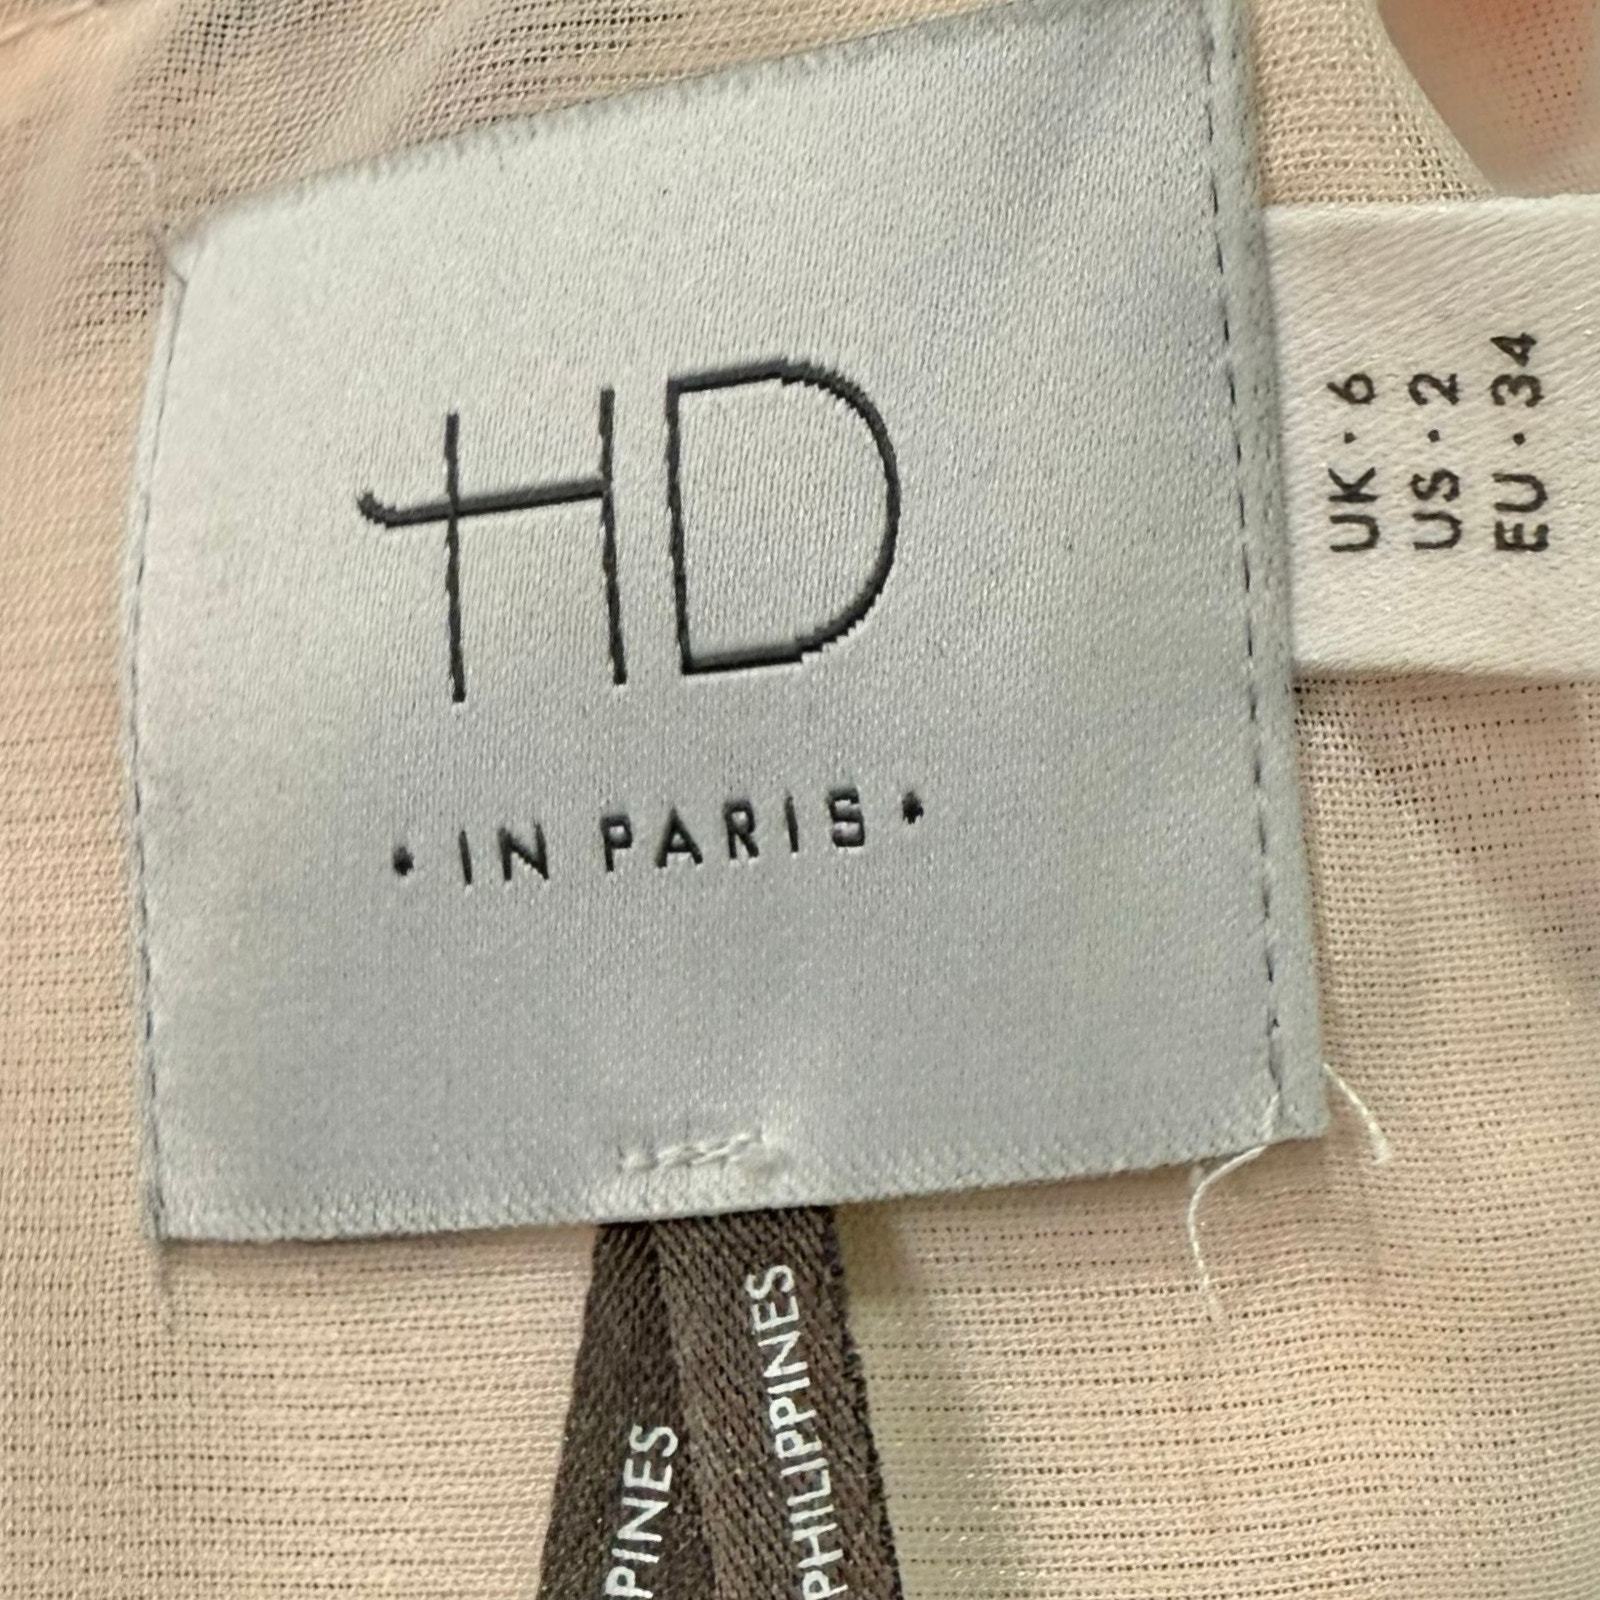 HD
• IN PARIS •
UK • 6
US • 2
EU • 34
PINES
PHILIPPINES